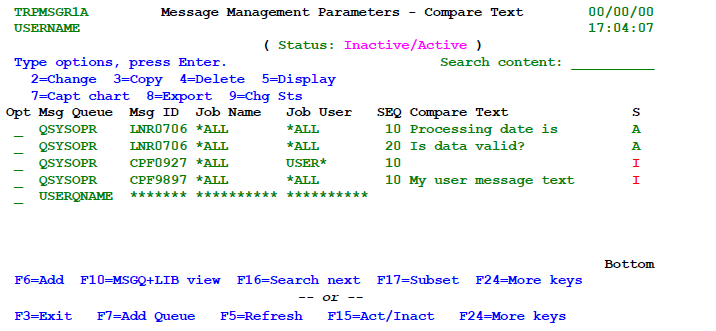 TRPMSGR1A Message Management Parameters - Compare Text 00/00/00
USERNAME 17:04:07
( Status: Inactive/Active )
Type options, press Enter. Search content: __________
2=Change 3=Copy 4=Delete 5=Display
7=Capt chart 8=Export 9=Chg Sts
Opt Msg Queue Msg ID Job Name Job User SEQ Compare Text S
_ QSYSOPR LNR0706 *ALL *ALL 10 Processing date is A
_ QSYSOPR LNR0706 *ALL *ALL 20 Is data valid? A
_ QSYSOPR CPF0927 *ALL USER* 10 I
_ QSYSOPR CPF9897 *ALL *ALL 10 My user message text I
_ USERQNAME ******* ********** **********
Bottom
F6=Add F10=MSGQ+LIB view F16=Search next F17=Subset F24=More keys
-- or --
F3=Exit F7=Add Queue F5=Refresh F15=Act/Inact F24=More keys